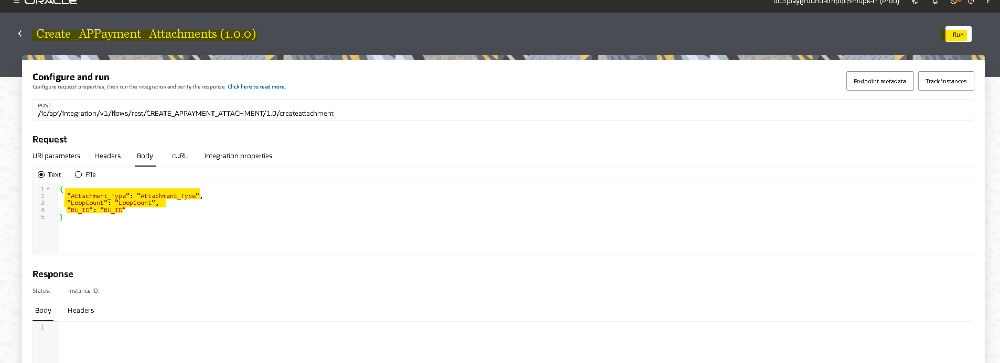 ORACLE
(Prod)
Create_APPayment_Attachments (1.0.0)
Run
Configure and run
Configure request properties, then run the integration and verify the response. Click here to read more.
Endpoint metadata
Track instances
POST
/ic/api/integration/v1/flows/rest/CREATE_APPAYMENT_ATTACHMENT/1.0/createattachment
Request
URI parameters Headers Body cURL Integration properties
Text File
1 {
2 "Attachment_Type": "Attachment_Type",
3 "LoopCount": "LoopCount",
4 "BU_ID": "BU_ID"
5 }
Response
Status: Instance ID:
Body Headers
1